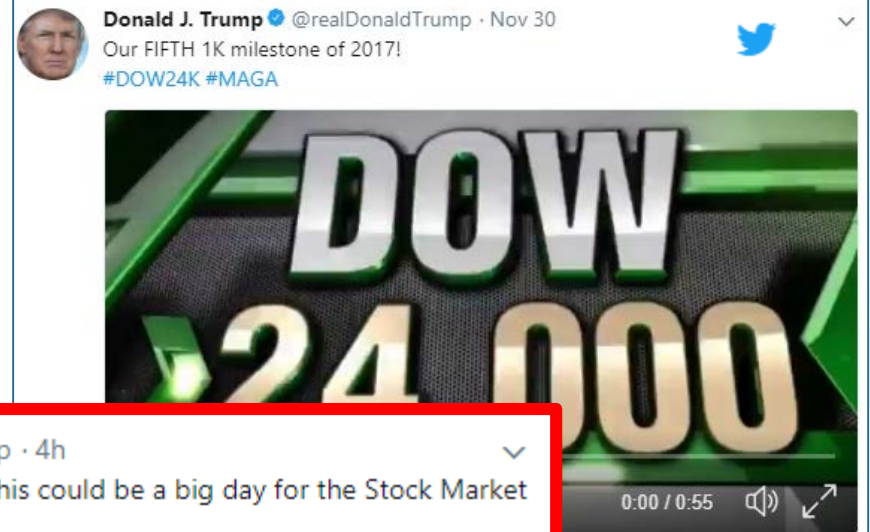 Donald J. Trump @realDonaldTrump · Nov 30
Our FIFTH 1K milestone of 2017!
#DOW24K #MAGA
DOW
24,000
p · 4h
his could be a big day for the Stock Market
0:00 / 0:55